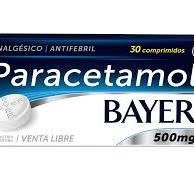 NALGÉSICO / ANTIFEBRIL
30 comprimidos
Paracetamol
BAYER
VENTA LIBRE
500mg